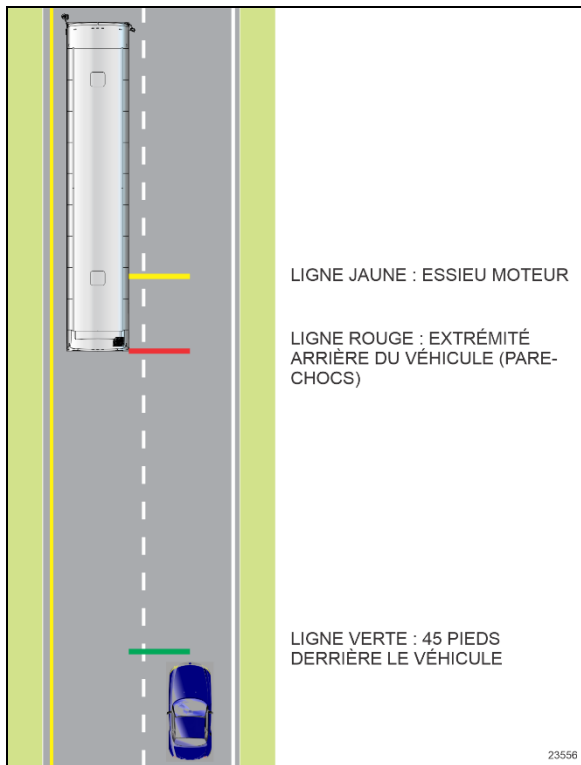 LIGNE JAUNE : ESSIEU MOTEUR
LIGNE ROUGE : EXTRÉMITÉ
ARRIÈRE DU VÉHICULE (PARE-
CHOCS)
LIGNE VERTE : 45 PIEDS
DERRIÈRE LE VÉHICULE
23556